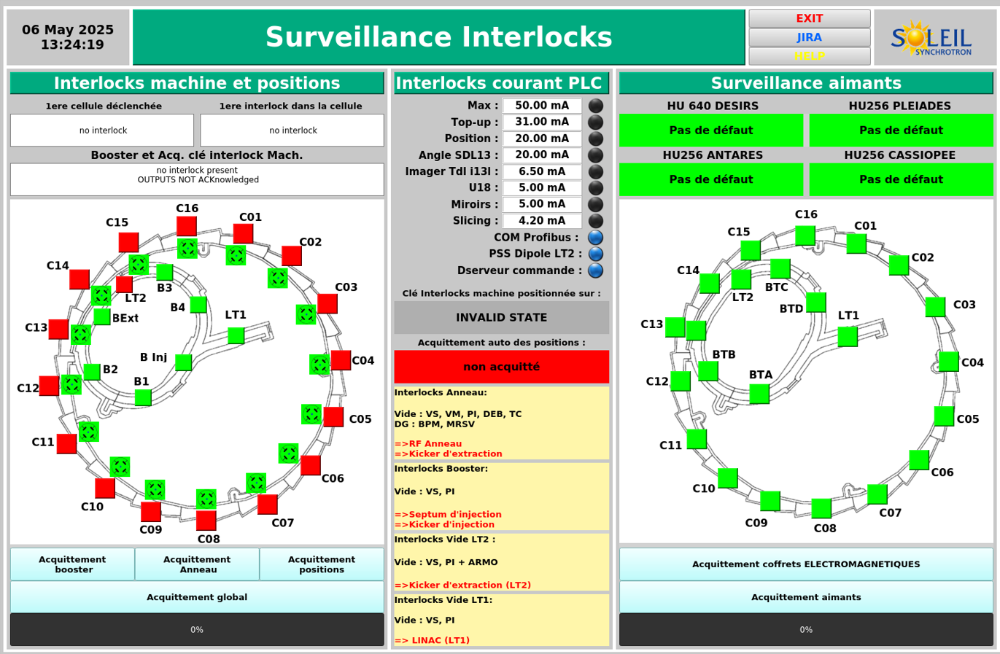 06 May 2025
13:24:19
Surveillance Interlocks
EXIT
JIRA
HELP
SOLEIL
SYNCHROTRON
Interlocks machine et positions
1ere cellule déclenchée
1ere interlock dans la cellule
no interlock
no interlock
Booster et Acq. clé interlock Mach.
no interlock present
OUTPUTS NOT ACKnowledged
C16
C15
C01
C02
C14
B3
LT2
C03
B4
BExt
LT1
C13
B Inj
C04
B2
B1
C12
C05
C11
C06
C10
C09
C07
C08
Acquittement booster
Acquittement Anneau
Acquittement positions
Acquittement global
0%
Interlocks courant PLC
Max : 50.00 mA
Top-up : 31.00 mA
Position : 20.00 mA
Angle SDL13 : 20.00 mA
Imager Tdl i13l : 6.50 mA
U18 : 5.00 mA
Miroirs : 5.00 mA
Slicing : 4.20 mA
COM Profibus :
PSS Dipole LT2 :
Dserveur commande :
Clé Interlocks machine positionnée sur :
INVALID STATE
Acquittement auto des positions :
non acquitté
Interlocks Anneau:
Vide : VS, VM, PI, DEB, TC
DG : BPM, MRSV
=>RF Anneau
=>Kicker d'extraction
Interlocks Booster:
Vide : VS, PI
=>Septum d'injection
=>Kicker d'injection
Interlocks Vide LT2 :
Vide : VS, PI + ARMO
=>Kicker d'extraction (LT2)
Interlocks Vide LT1:
Vide : VS, PI
=> LINAC (LT1)
Surveillance aimants
HU 640 DESIRS
HU256 PLEIADES
Pas de défaut
Pas de défaut
HU256 ANTARES
HU256 CASSIOPEE
Pas de défaut
Pas de défaut
C16
C15
C01
C02
C14
BTC
LT2
C03
BTD
LT1
C13
BTB
C04
BTA
C12
C05
C11
C06
C10
C07
C09
C08
Acquittement coffrets ELECTROMAGNETIQUES
Acquittement aimants
0%